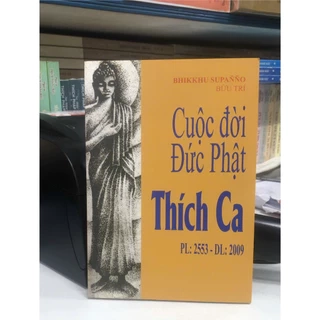 BHIKKHU SUPAÑÑO
HỮU TRÍ
Cuộc đời
Đức Phật
Thích Ca
PL: 2553 - DL: 2009